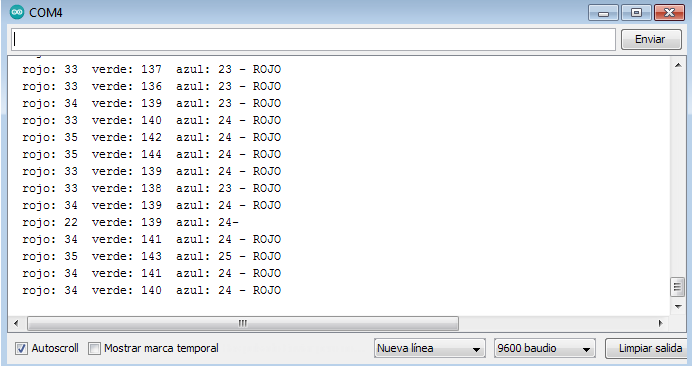 COM4
Enviar
rojo: 33 verde: 137 azul: 23 - ROJO
rojo: 33 verde: 136 azul: 23 - ROJO
rojo: 34 verde: 139 azul: 23 - ROJO
rojo: 33 verde: 140 azul: 24 - ROJO
rojo: 35 verde: 142 azul: 24 - ROJO
rojo: 35 verde: 144 azul: 24 - ROJO
rojo: 33 verde: 139 azul: 24 - ROJO
rojo: 33 verde: 138 azul: 23 - ROJO
rojo: 34 verde: 139 azul: 24 - ROJO
rojo: 22 verde: 139 azul: 24-
rojo: 34 verde: 141 azul: 24 - ROJO
rojo: 35 verde: 143 azul: 25 - ROJO
rojo: 34 verde: 141 azul: 24 - ROJO
rojo: 34 verde: 140 azul: 24 - ROJO
Autoscroll Mostrar marca temporal Nueva línea 9600 baudio Limpiar salida